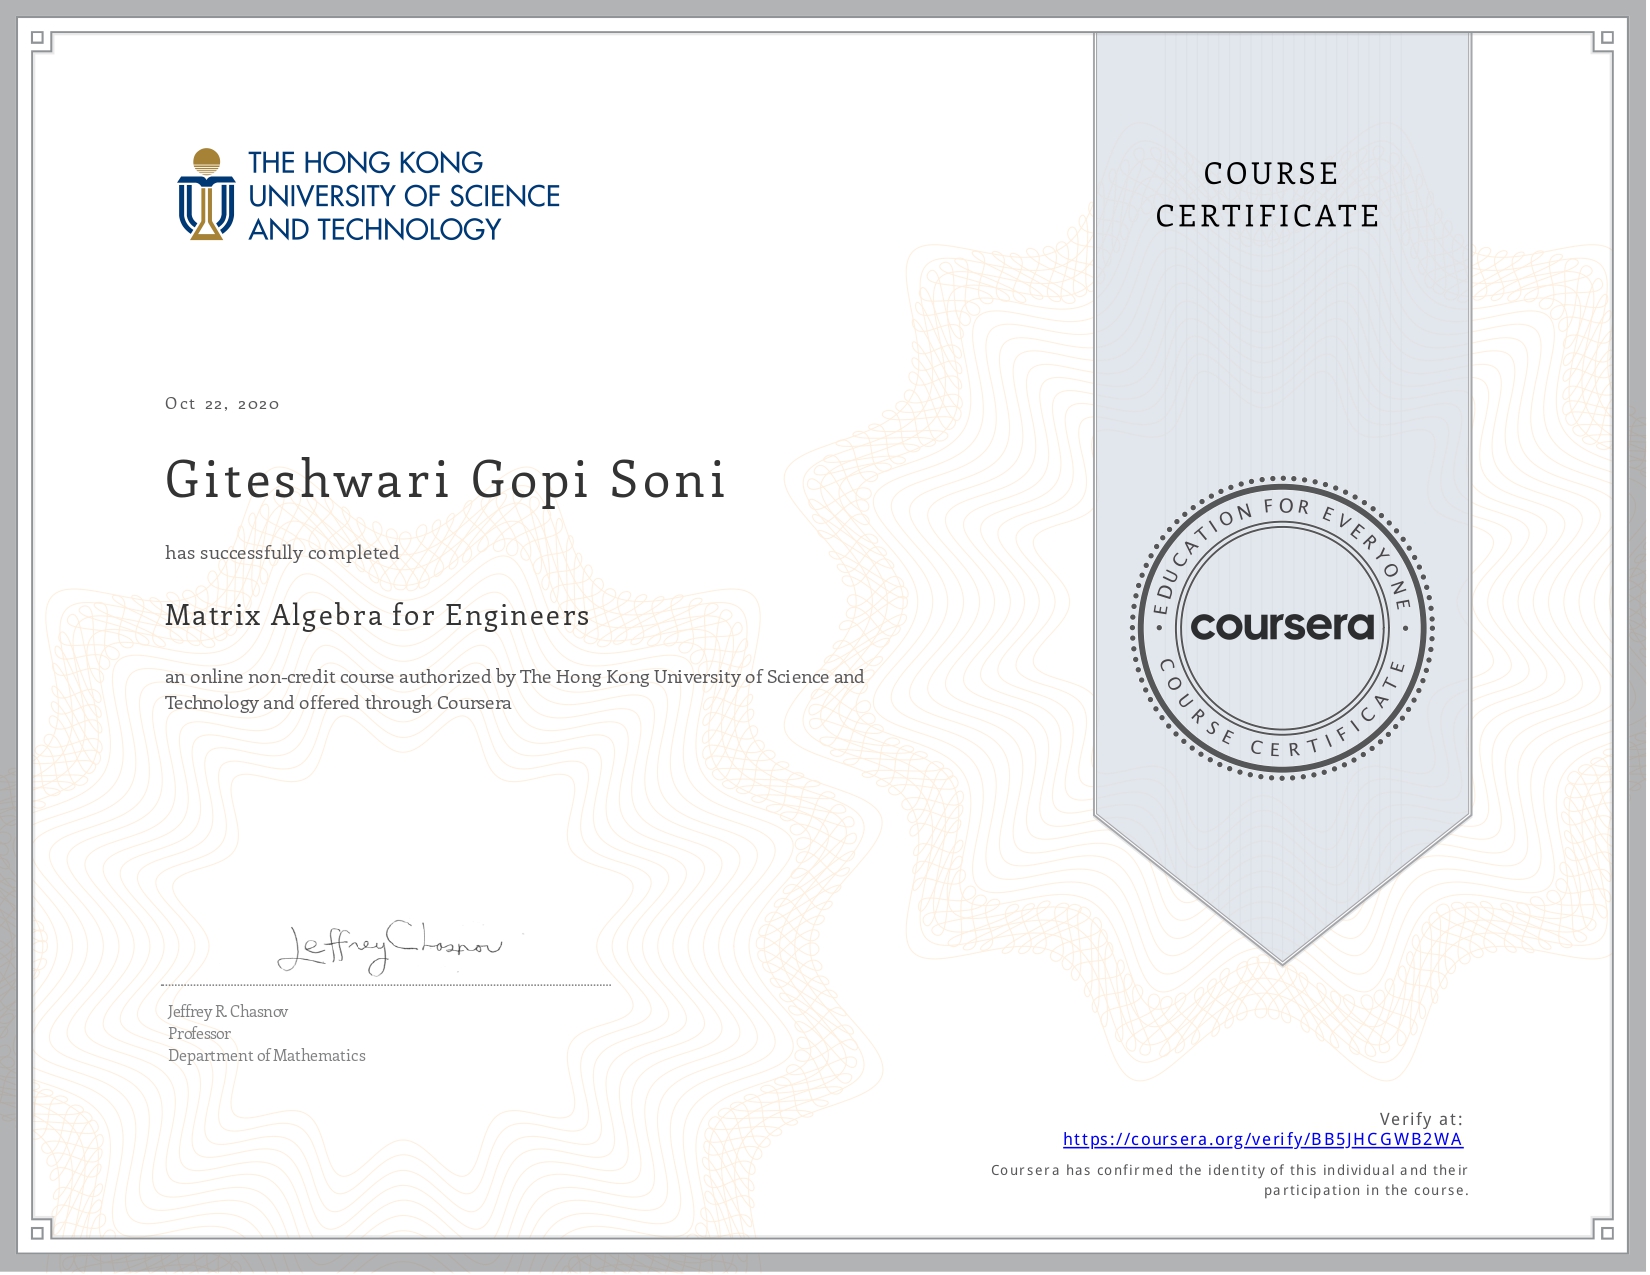 THE HONG KONG
UNIVERSITY OF SCIENCE
AND TECHNOLOGY
COURSE
CERTIFICATE
Oct 22, 2020
Giteshwari Gopi Soni
has successfully completed
Matrix Algebra for Engineers
an online non-credit course authorized by The Hong Kong University of Science and
Technology and offered through Coursera
EDUCATION FOR EVERYONE
coursera
COURSE CERTIFICATE
Jeffrey Chasnov
Jeffrey R. Chasnov
Professor
Department of Mathematics
Verify at:
https://coursera.org/verify/BB5JHCGWB2WA
Coursera has confirmed the identity of this individual and their
participation in the course.